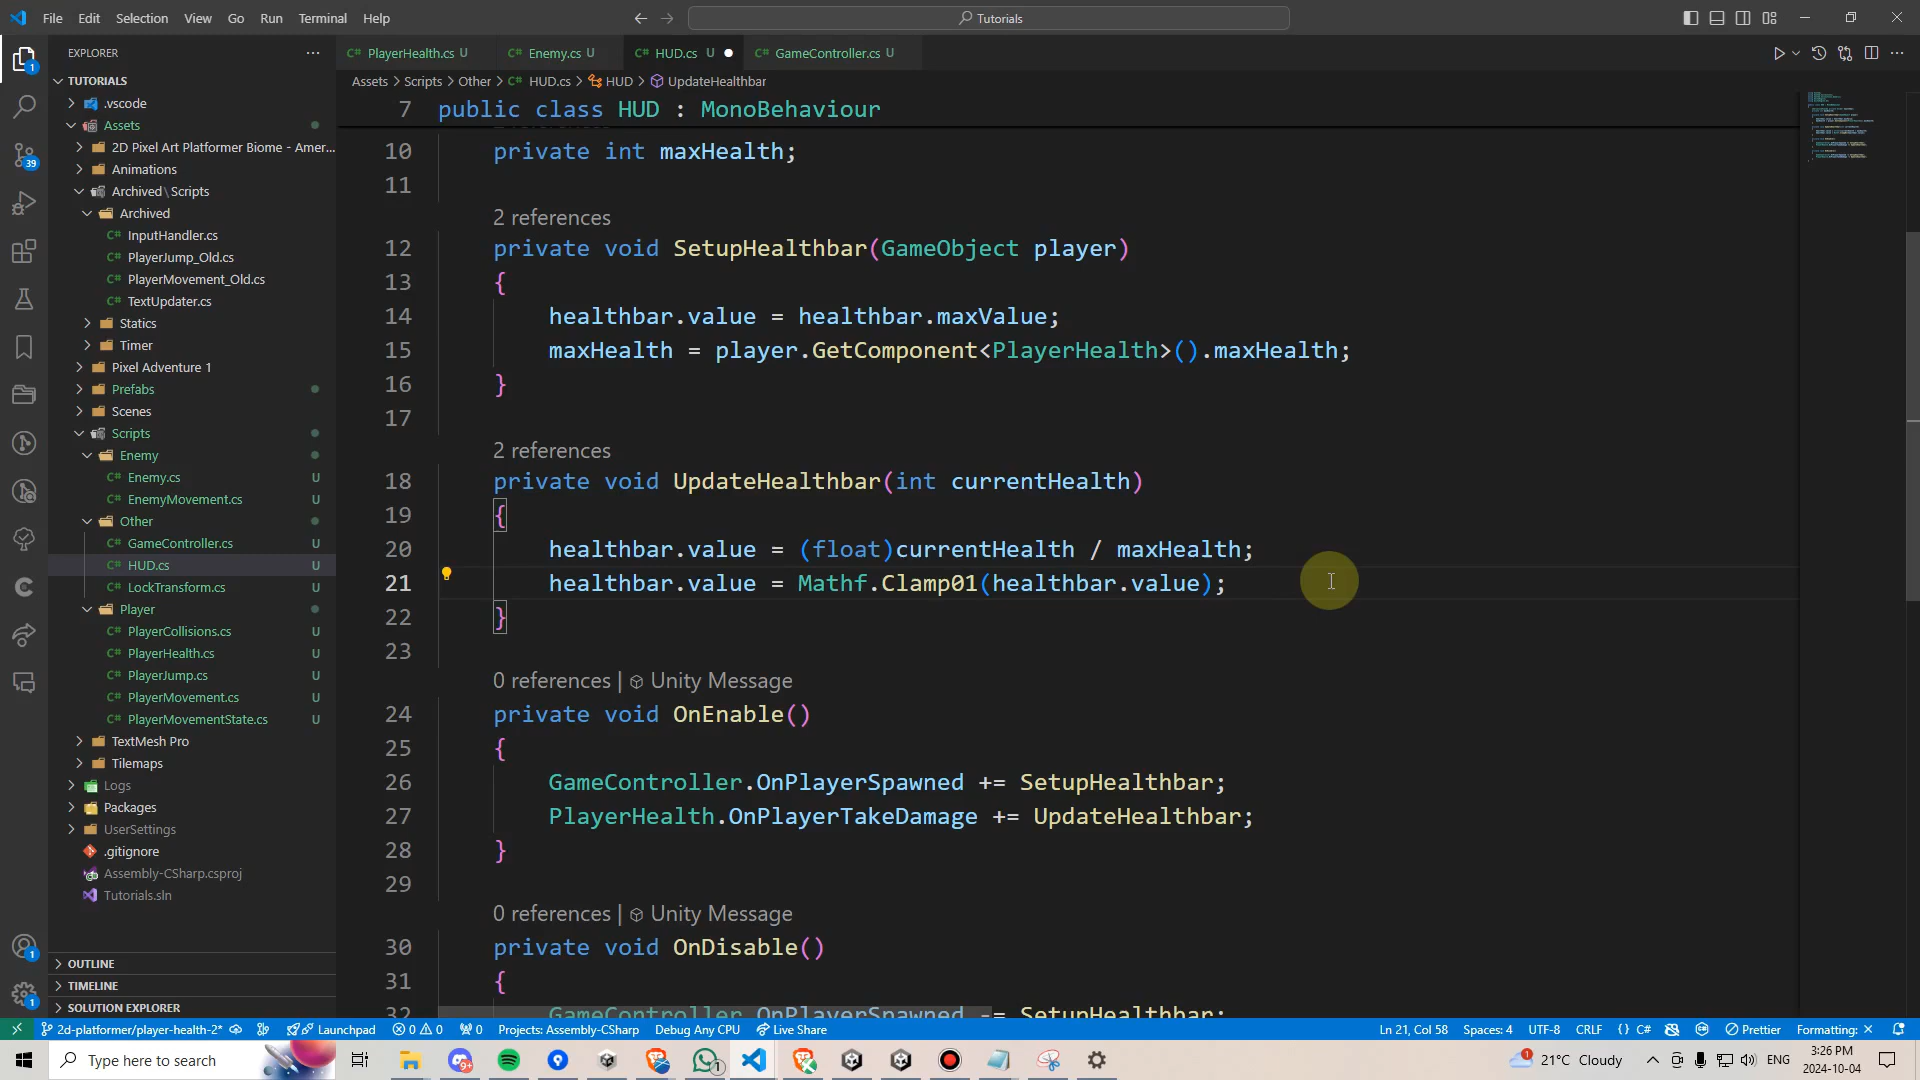 File Edit Selection View Go Run Terminal Help
Tutorials
EXPLORER
PlayerHealth.cs U
Enemy.cs U
HUD.cs U
GameController.cs U
Assets > Scripts > Other > HUD.cs > HUD > UpdateHealthbar
TUTORIALS
.vscode
Assets
2D Pixel Art Platformer Biome - Amer...
Animations
Archived\Scripts
Archived
InputHandler.cs
PlayerJump_Old.cs
PlayerMovement_Old.cs
TextUpdater.cs
Statics
Timer
Pixel Adventure 1
Prefabs
Scenes
Scripts
Enemy
Enemy.cs U
EnemyMovement.cs U
Other
GameController.cs U
HUD.cs U
LockTransform.cs U
Player
PlayerCollisions.cs U
PlayerHealth.cs U
PlayerJump.cs U
PlayerMovement.cs U
PlayerMovementState.cs U
TextMesh Pro
Tilemaps
Logs
Packages
UserSettings
.gitignore
Assembly-CSharp.csproj
Tutorials.sln
OUTLINE
TIMELINE
SOLUTION EXPLORER
1
39
1
1
7 public class HUD : MonoBehaviour
10 private int maxHealth;
11
2 references
12 private void SetupHealthbar(GameObject player)
13 {
14 healthbar.value = healthbar.maxValue;
15 maxHealth = player.GetComponent<PlayerHealth>().maxHealth;
16 }
17
2 references
18 private void UpdateHealthbar(int currentHealth)
19 {
20 healthbar.value = (float)currentHealth / maxHealth;
21 healthbar.value = Mathf.Clamp01(healthbar.value);
22 }
23
0 references | Unity Message
24 private void OnEnable()
25 {
26 GameController.OnPlayerSpawned += SetupHealthbar;
27 PlayerHealth.OnPlayerTakeDamage += UpdateHealthbar;
28 }
29
0 references | Unity Message
30 private void OnDisable()
31 {
32 GameController.OnPlayerSpawned -= SetupHealthbar;
2d-platformer/player-health-2* Launchpad 0 0 0 Projects: Assembly-CSharp Debug Any CPU Live Share Ln 21, Col 58 Spaces: 4 UTF-8 CRLF {} C# Prettier Formatting: ×
Type here to search
9+
1
1
21°C Cloudy
ENG
3:26 PM
2024-10-04